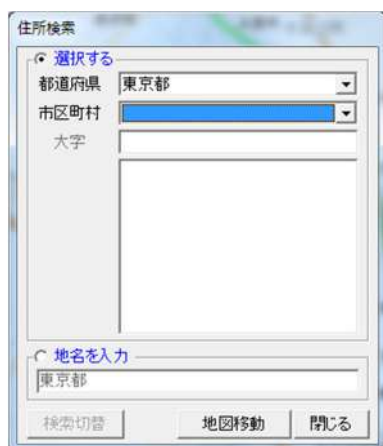 住所検索
選択する
都道府県 東京都
市区町村
大字
地名を入力
東京都
検索切替 地図移動 閉じる